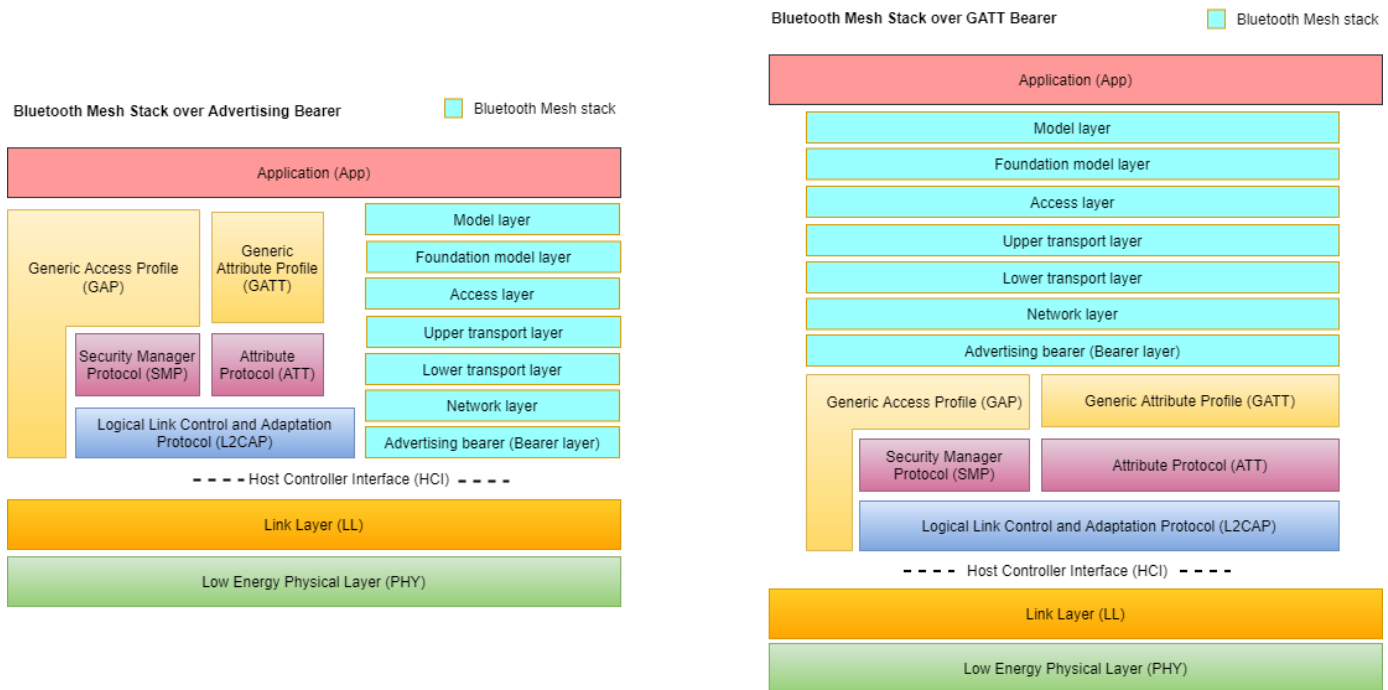 Bluetooth Mesh Stack over Advertising Bearer
Bluetooth Mesh stack
Application (App)
Generic Access Profile
(GAP)
Generic
Attribute Profile
(GATT)
Model layer
Foundation model layer
Access layer
Upper transport layer
Lower transport layer
Network layer
Advertising bearer (Bearer layer)
Security Manager
Protocol (SMP)
Attribute
Protocol (ATT)
Logical Link Control and Adaptation
Protocol (L2CAP)
Host Controller Interface (HCI)
Link Layer (LL)
Low Energy Physical Layer (PHY)
Bluetooth Mesh Stack over GATT Bearer
Bluetooth Mesh stack
Application (App)
Model layer
Foundation model layer
Access layer
Upper transport layer
Lower transport layer
Network layer
Advertising bearer (Bearer layer)
Generic Access Profile (GAP)
Generic Attribute Profile (GATT)
Security Manager
Protocol (SMP)
Attribute Protocol (ATT)
Logical Link Control and Adaptation Protocol (L2CAP)
Host Controller Interface (HCI)
Link Layer (LL)
Low Energy Physical Layer (PHY)